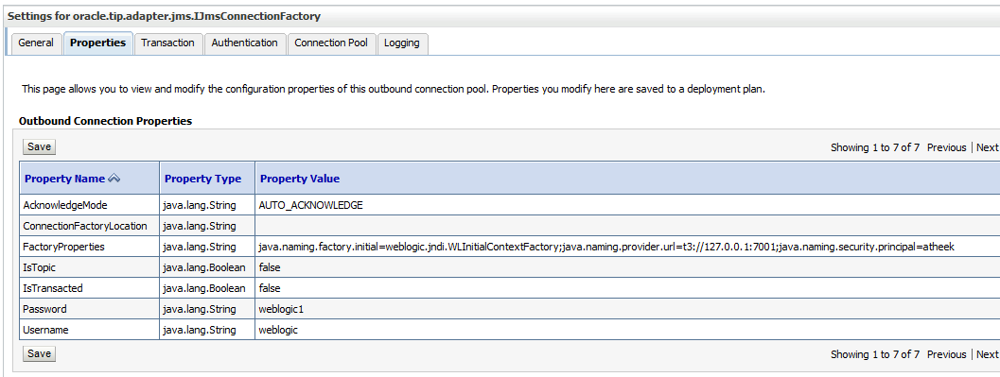 Settings for oracle.tip.adapter.jms.IJmsConnectionFactory
General Properties Transaction Authentication Connection Pool Logging
This page allows you to view and modify the configuration properties of this outbound connection pool. Properties you modify here are saved to a deployment plan.
Outbound Connection Properties
Save Showing 1 to 7 of 7 Previous | Next
Property Name Property Type Property Value
AcknowledgeMode java.lang.String AUTO_ACKNOWLEDGE
ConnectionFactoryLocation java.lang.String
FactoryProperties java.lang.String java.naming.factory.initial=weblogic.jndi.WLInitialContextFactory;java.naming.provider.url=t3://127.0.0.1:7001;java.naming.security.principal=atheek
IsTopic java.lang.Boolean false
IsTransacted java.lang.Boolean false
Password java.lang.String weblogic1
Username java.lang.String weblogic
Save Showing 1 to 7 of 7 Previous | Next